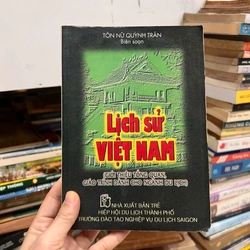 TÔN NỮ QUỲNH TRÂN
Biên soạn
Lịch sử
VIỆT NAM
(GIỚI THIỆU TỔNG QUAN,
GIÁO TRÌNH DÀNH CHO NGÀNH DU LỊCH)
NHÀ XUẤT BẢN TRẺ
HIỆP HỘI DU LỊCH THÀNH PHỐ
TRƯỜNG ĐÀO TẠO NGHIỆP VỤ DU LỊCH SAIGON